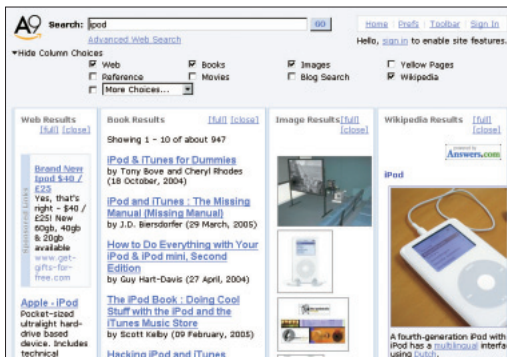 A9
Search: ipod GO
Home Prefs Toolbar Sign In
Advanced Web Search
Hello, sign in to enable site features.
▾Hide Column Choices
Web Books Images Yellow Pages
Reference Movies Blog Search Wikipedia
More Choices...
Web Results
[full] [close]
Sponsored Links
Brand New
Ipod $40 /
£25
Yes, that's
right - $40 /
£25! New
60gb, 40gb
& 20gb
available
www.get-
gifts-for-
free.com
Apple - iPod
Pocket-sized
ultralight hard-
drive based
device. Includes
technical
Book Results [full] [close]
Showing 1 - 10 of about 947
iPod & iTunes for Dummies
by Tony Bove and Cheryl Rhodes
(18 October, 2004)
iPod and iTunes : The Missing
Manual (Missing Manual)
by J.D. Biersdorfer (29 March, 2005)
How to Do Everything with Your
iPod & iPod mini, Second
Edition
by Guy Hart-Davis (27 April, 2004)
The iPod Book : Doing Cool
Stuff with the iPod and the
iTunes Music Store
by Scott Kelby (09 February, 2005)
Hacking iPod and iTunes
Image Results [full]
[close]
Wikipedia Results [full]
[close]
powered by
Answers.com
iPod
A fourth-generation iPod with
iPod has a multilingual interfa
using Dutch.